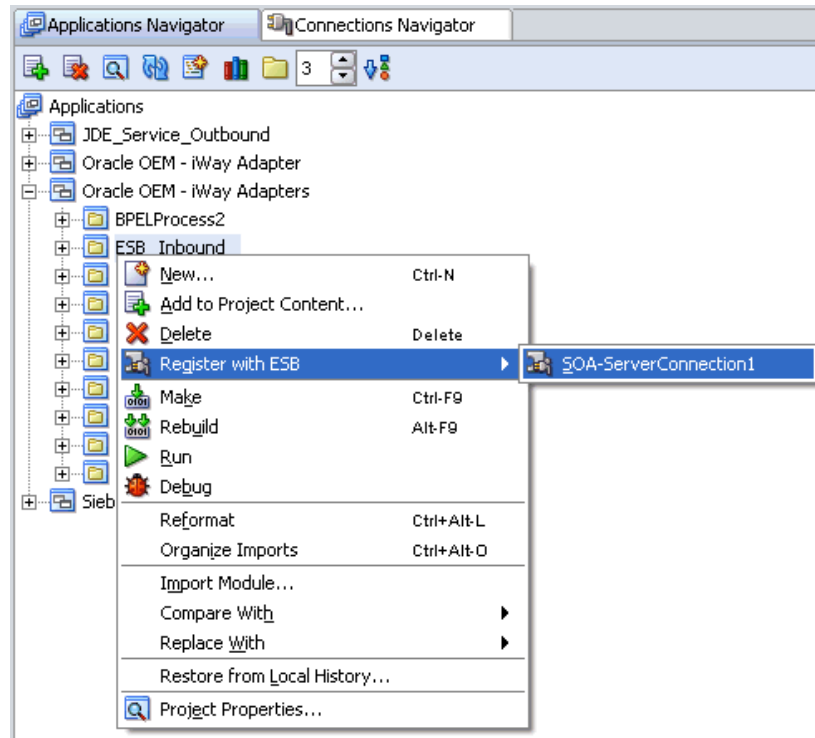 Applications Navigator Connections Navigator
3
Applications
JDE_Service_Outbound
Oracle OEM - iWay Adapter
Oracle OEM - iWay Adapters
BPELProcess2
ESB_Inbound
New... Ctrl-N
Add to Project Content...
Delete Delete
Register with ESB SOA-ServerConnection1
Make Ctrl-F9
Rebuild Alt-F9
Run
Debug
Sieb
Reformat Ctrl+Alt-L
Organize Imports Ctrl+Alt-O
Import Module...
Compare With
Replace With
Restore from Local History...
Project Properties...